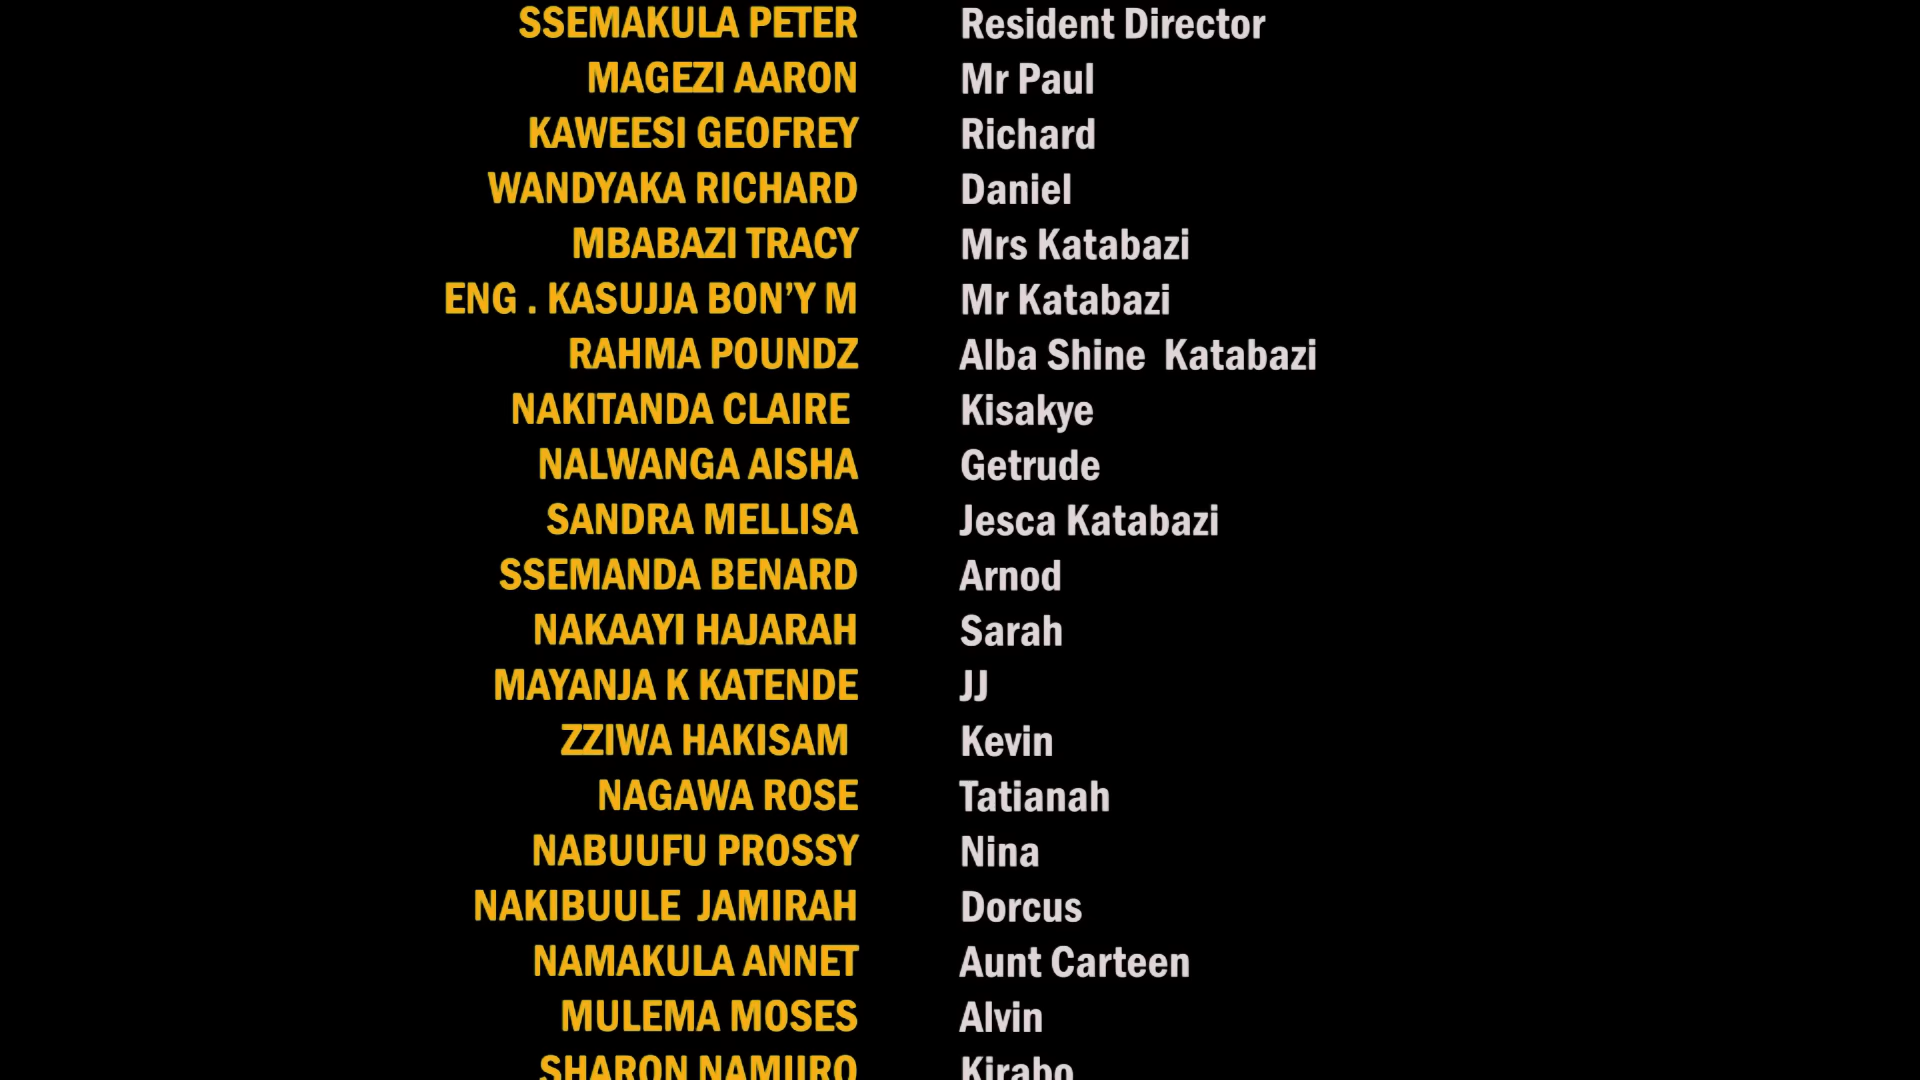 SSEMAKULA PETER Resident Director
MAGEZI AARON Mr Paul
KAWEESI GEOFREY Richard
WANDYAKA RICHARD Daniel
MBABAZI TRACY Mrs Katabazi
ENG . KASUJJA BON’Y M Mr Katabazi
RAHMA POUNDZ Alba Shine Katabazi
NAKITANDA CLAIRE Kisakye
NALWANGA AISHA Getrude
SANDRA MELLISA Jesca Katabazi
SSEMANDA BENARD Arnod
NAKAAYI HAJARAH Sarah
MAYANJA K KATENDE JJ
ZZIWA HAKISAM Kevin
NAGAWA ROSE Tatianah
NABUUFU PROSSY Nina
NAKIBUULE JAMIRAH Dorcus
NAMAKULA ANNET Aunt Carteen
MULEMA MOSES Alvin
SHARON NAMIIRO Kirabo